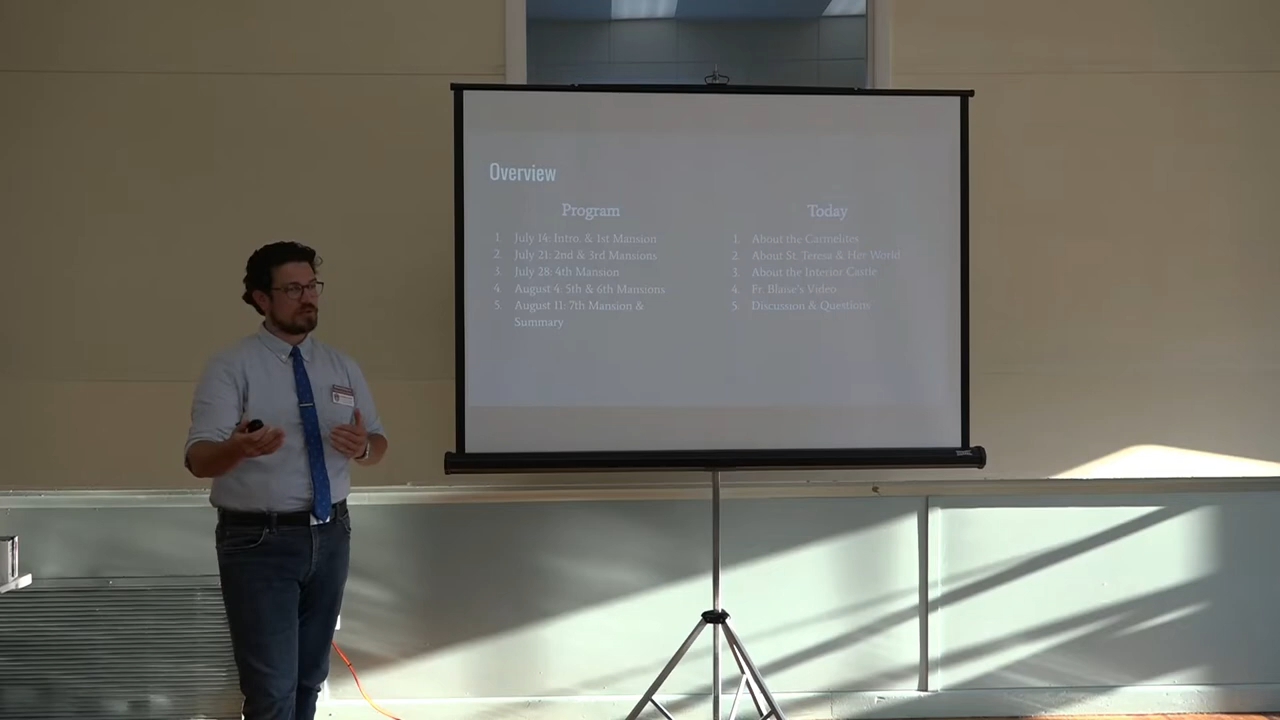 Overview
Program
1. July 14: Intro. & 1st Mansion
2. July 21: 2nd & 3rd Mansions
3. July 28: 4th Mansion
4. August 4: 5th & 6th Mansions
5. August 11: 7th Mansion &
Summary
Today
1. About the Carmelites
2. About St. Teresa & Her World
3. About the Interior Castle
4. Fr. Blaise's Video
5. Discussion & Questions